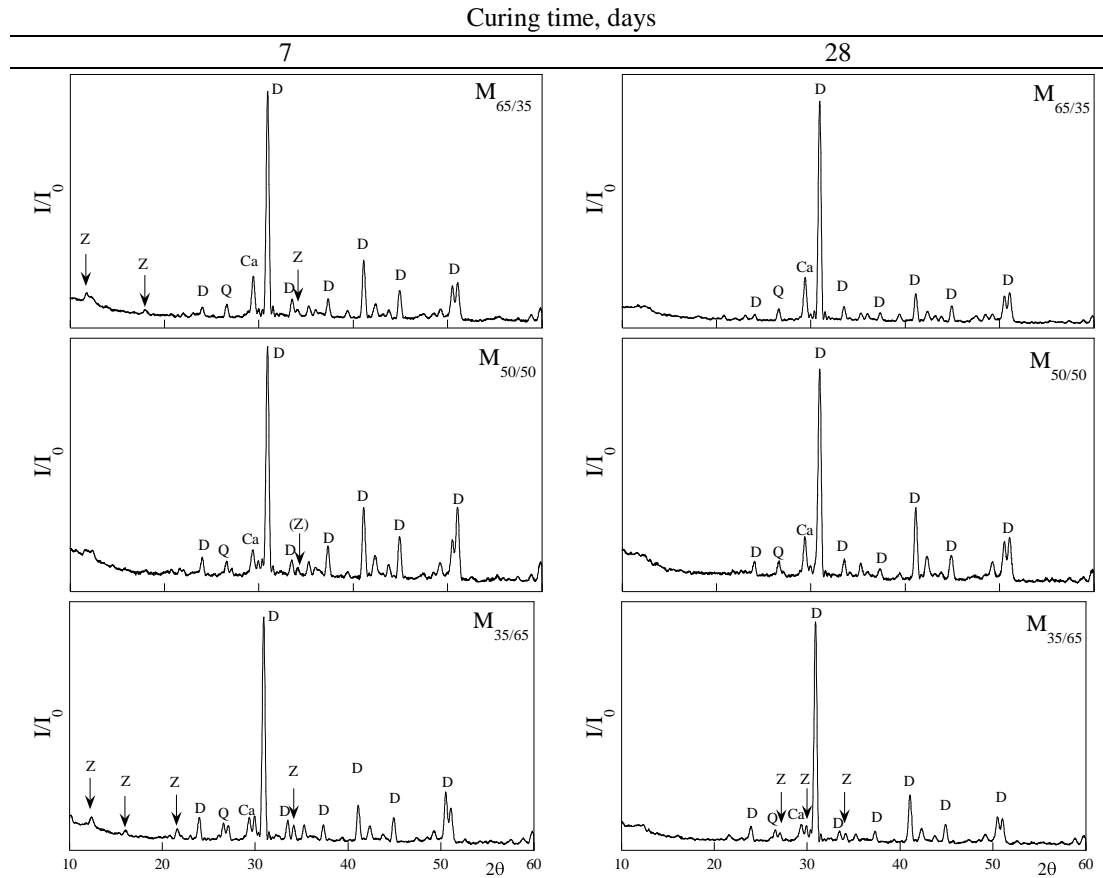 Curing time, days
7 28
M65/35
I/I0
Z Z D Q Ca D D Z D D D D
M65/35
I/I0
D Q Ca D D D D D D
M50/50
I/I0
D Q Ca D D (Z) D D D D
M50/50
I/I0
D Q Ca D D D D D D
M35/65
I/I0
Z Z Z D Q Ca D D Z D D D D
10 20 30 40 50 60
2θ
M35/65
I/I0
D Q Z Ca Z D D Z D D D D
10 20 30 40 50 60
2θ